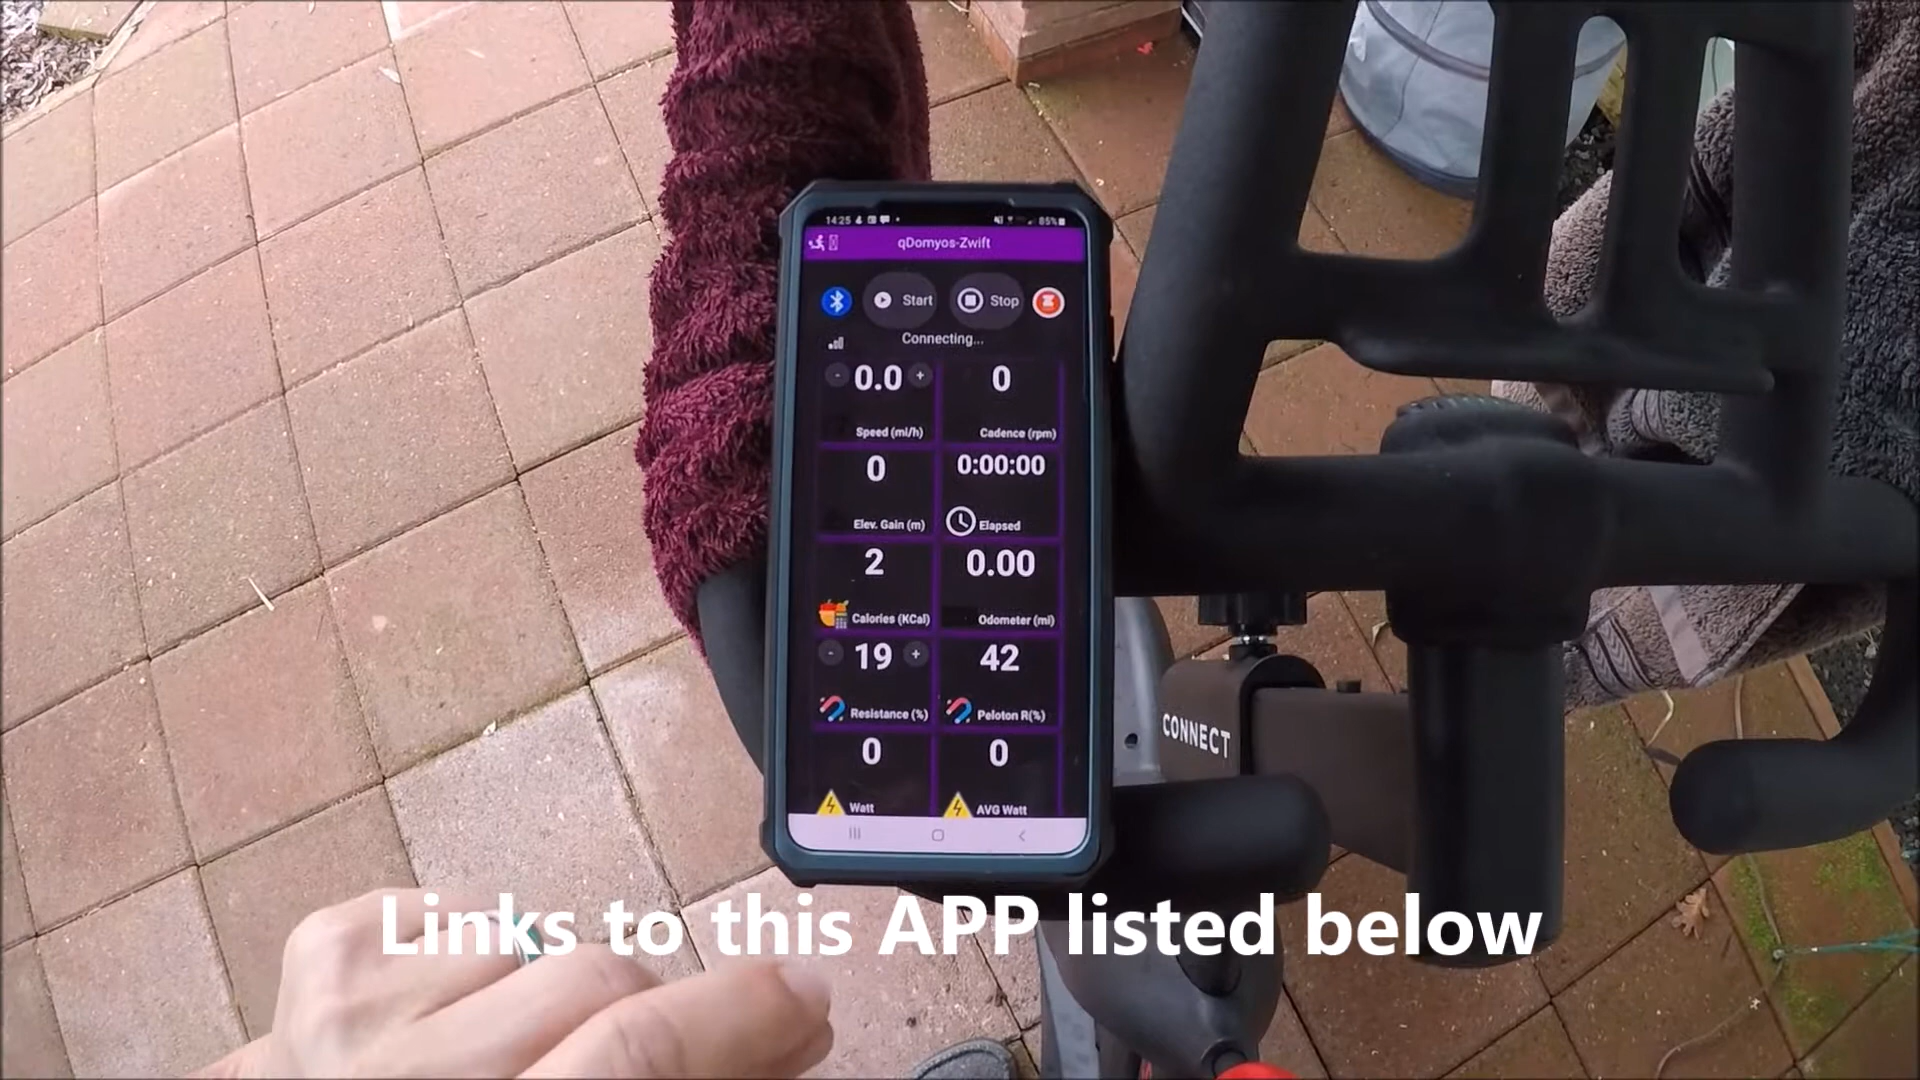 14:25
85%
qDomyos-Zwift
Start
Stop
Connecting...
- 0.0 +
0
Speed (mi/h)
Cadence (rpm)
0
0:00:00
Elev. Gain (m)
Elapsed
2
0.00
Calories (KCal)
Odometer (mi)
- 19 +
42
Resistance (%)
Peloton R(%)
0
0
Watt
AVG Watt
CONNECT
Links to this APP listed below